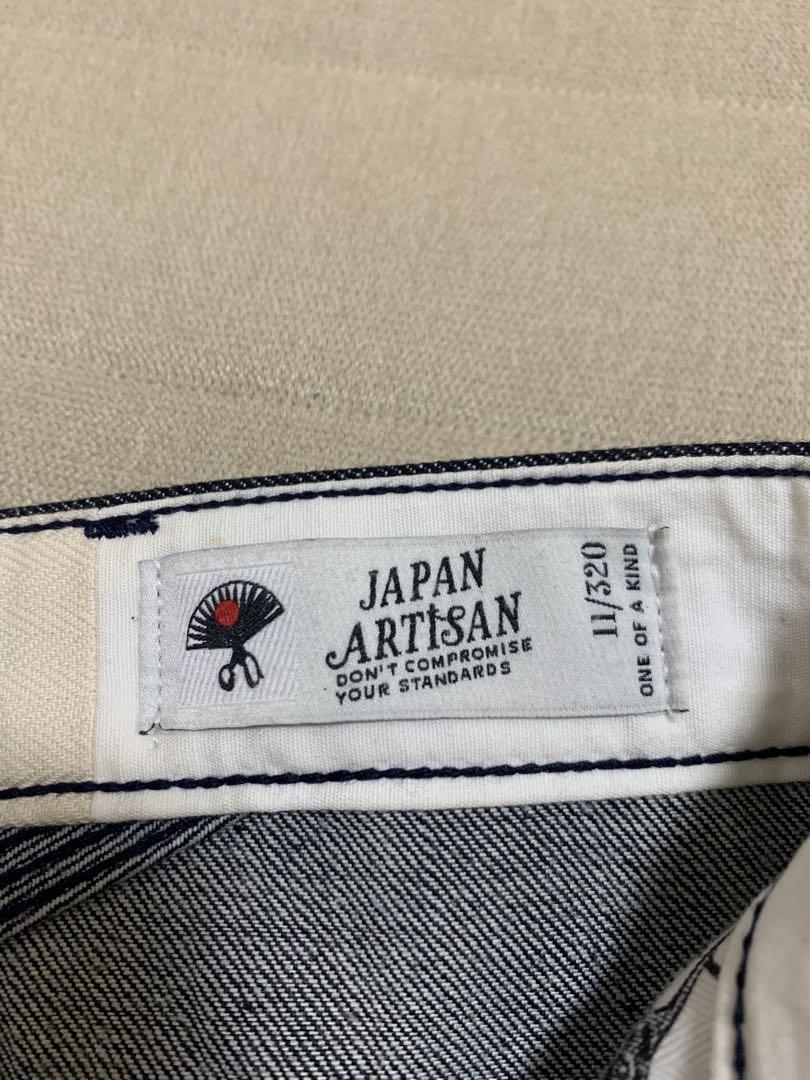 JAPAN
ARTISAN
DON'T COMPROMISE
YOUR STANDARDS
11/320
ONE OF A KIND